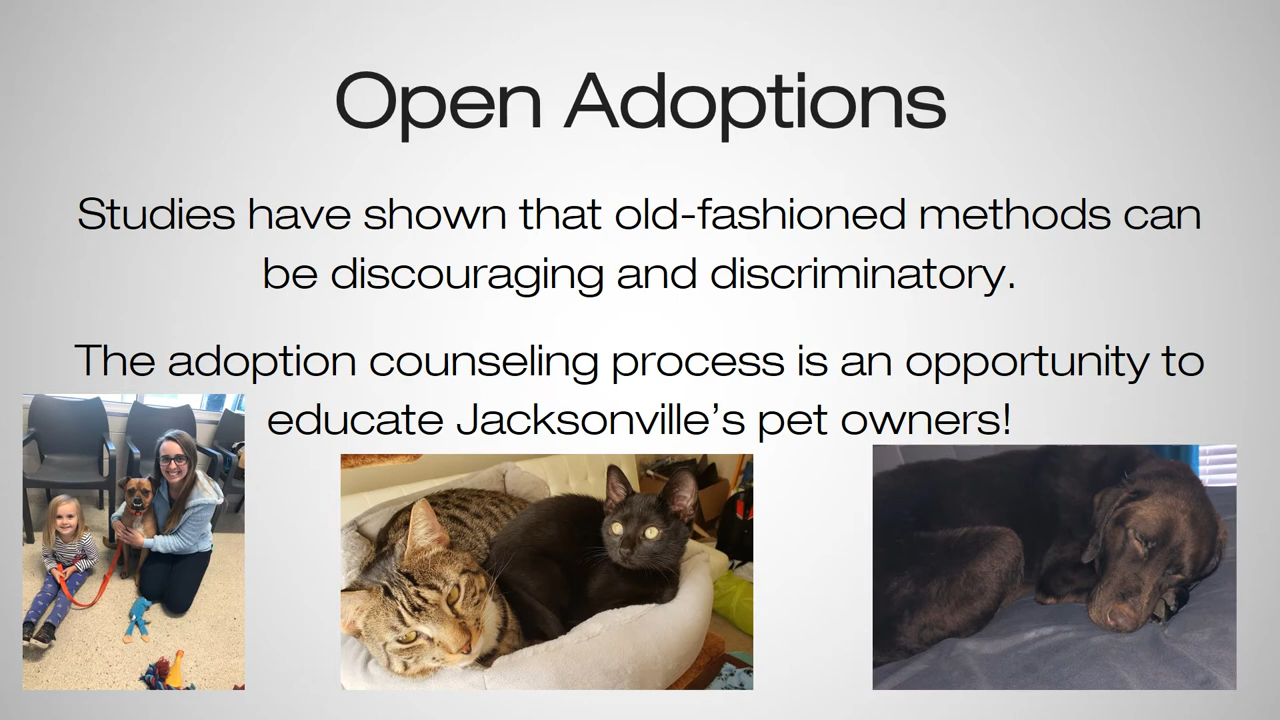 Open Adoptions
Studies have shown that old-fashioned methods can
be discouraging and discriminatory.
The adoption counseling process is an opportunity to
educate Jacksonville’s pet owners!